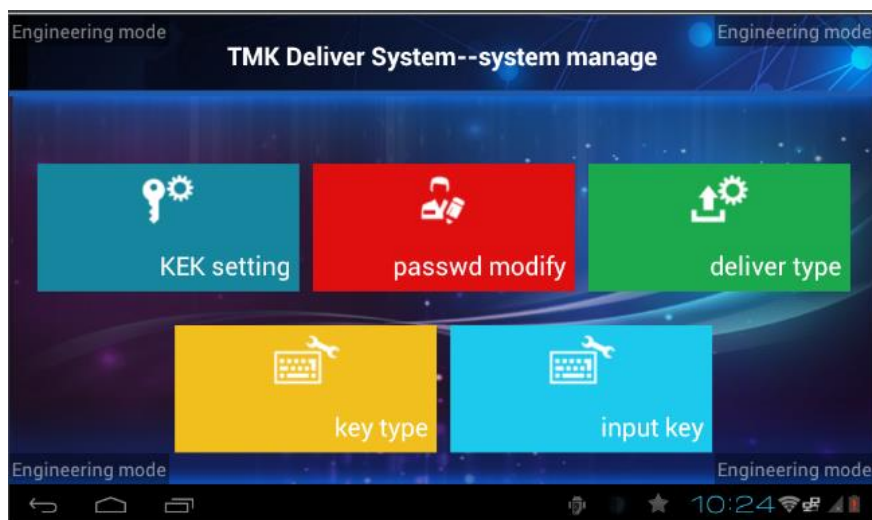 Engineering mode
Engineering mode
TMK Deliver System--system manage
KEK setting
passwd modify
deliver type
key type
input key
Engineering mode
Engineering mode
10:24